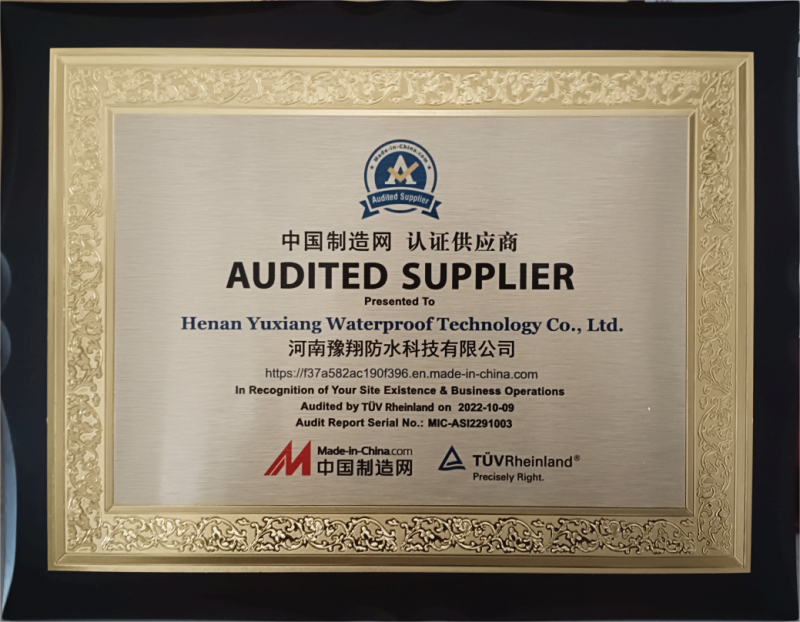 Made-in-China.com
Audited Supplier
中国制造网 认证供应商
AUDITED SUPPLIER
Presented To
Henan Yuxiang Waterproof Technology Co., Ltd.
河南豫翔防水科技有限公司
https://f37a582ac190f396.en.made-in-china.com
In Recognition of Your Site Existence & Business Operations
Audited by TÜV Rheinland on 2022-10-09
Audit Report Serial No.: MIC-ASI2291003
Made-in-China.com
中国制造网
TÜVRheinland®
Precisely Right.